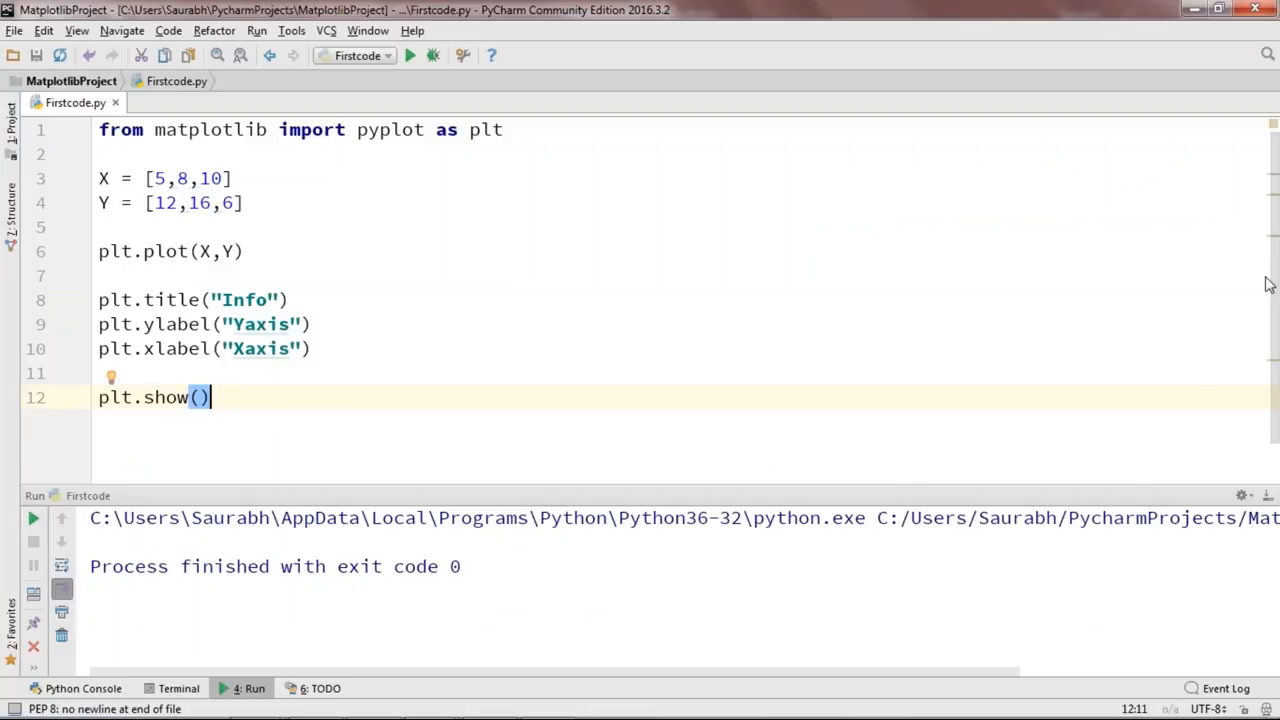 MatplotlibProject - [C:\Users\Saurabh\PycharmProjects\MatplotlibProject] - ...\Firstcode.py - PyCharm Community Edition 2016.3.2
File Edit View Navigate Code Refactor Run Tools VCS Window Help
Firstcode
MatplotlibProject Firstcode.py
Firstcode.py
1: Project
Z: Structure
2: Favorites
1 from matplotlib import pyplot as plt
2
3 X = [5,8,10]
4 Y = [12,16,6]
5
6 plt.plot(X,Y)
7
8 plt.title("Info")
9 plt.ylabel("Yaxis")
10 plt.xlabel("Xaxis")
11
12 plt.show()
Run Firstcode
C:\Users\Saurabh\AppData\Local\Programs\Python\Python36-32\python.exe C:/Users/Saurabh/PycharmProjects/Mat
Process finished with exit code 0
Python Console Terminal 4: Run 6: TODO Event Log
PEP 8: no newline at end of file 12:11 n/a UTF-8